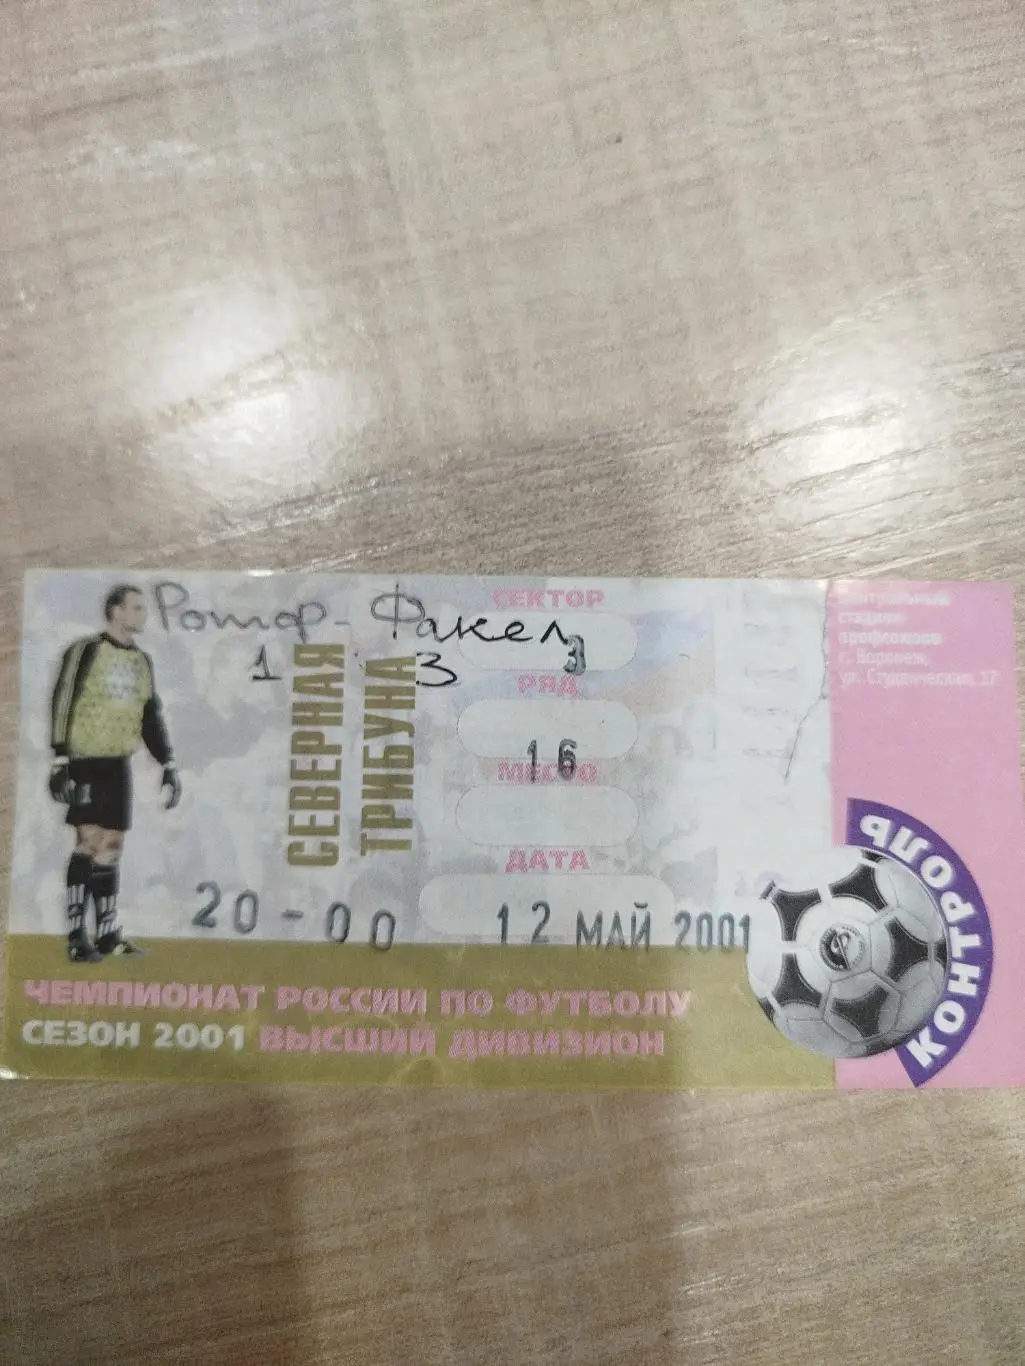 Ротор - Факел
1 3
СЕВЕРНАЯ
ТРИБУНА
СЕКТОР
3
РЯД
16
МЕСТО
ДАТА
20-00 12 МАЙ 2001
ЧЕМПИОНАТ РОССИИ ПО ФУТБОЛУ
СЕЗОН 2001 ВЫСШИЙ ДИВИЗИОН
стадион
профсоюзов
г. Воронеж,
ул. Студенческая, 17
КОНТРОЛЬ